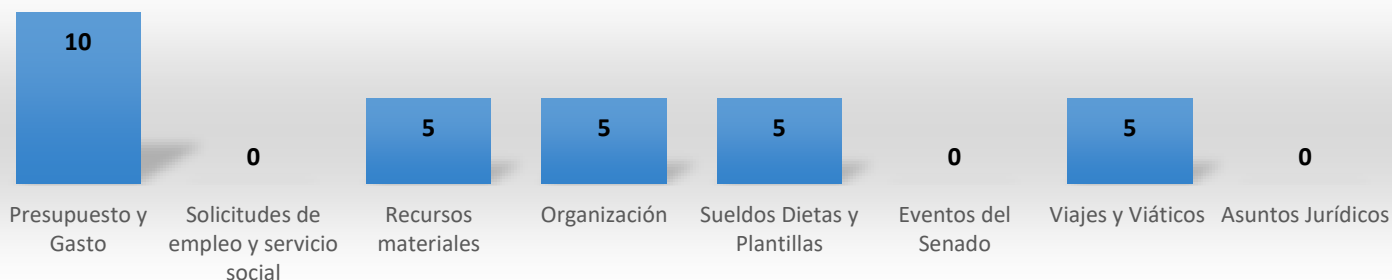 10
0
5
5
5
0
5
0
Presupuesto y
Gasto
Solicitudes de
empleo y servicio
social
Recursos
materiales
Organización
Sueldos Dietas y
Plantillas
Eventos del
Senado
Viajes y Viáticos
Asuntos Jurídicos